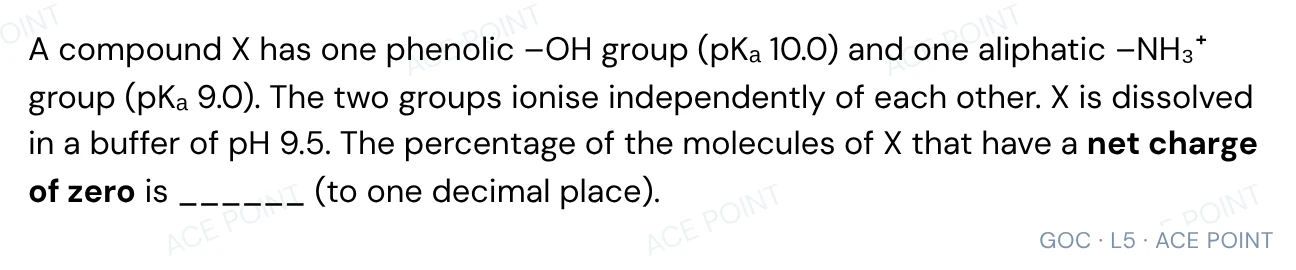 A compound X has one phenolic –OH group (pKₐ 10.0) and one aliphatic –NH₃⁺
group (pKₐ 9.0). The two groups ionise independently of each other. X is dissolved
in a buffer of pH 9.5. The percentage of the molecules of X that have a net charge
of zero is ______ (to one decimal place).
GOC · L5 · ACE POINT